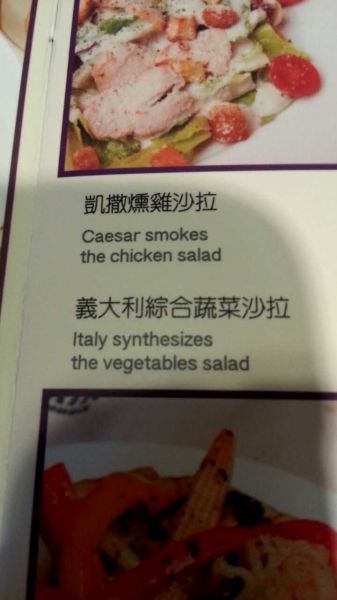 凱撒燻雞沙拉
Caesar smokes
the chicken salad
義大利綜合蔬菜沙拉
Italy synthesizes
the vegetables salad